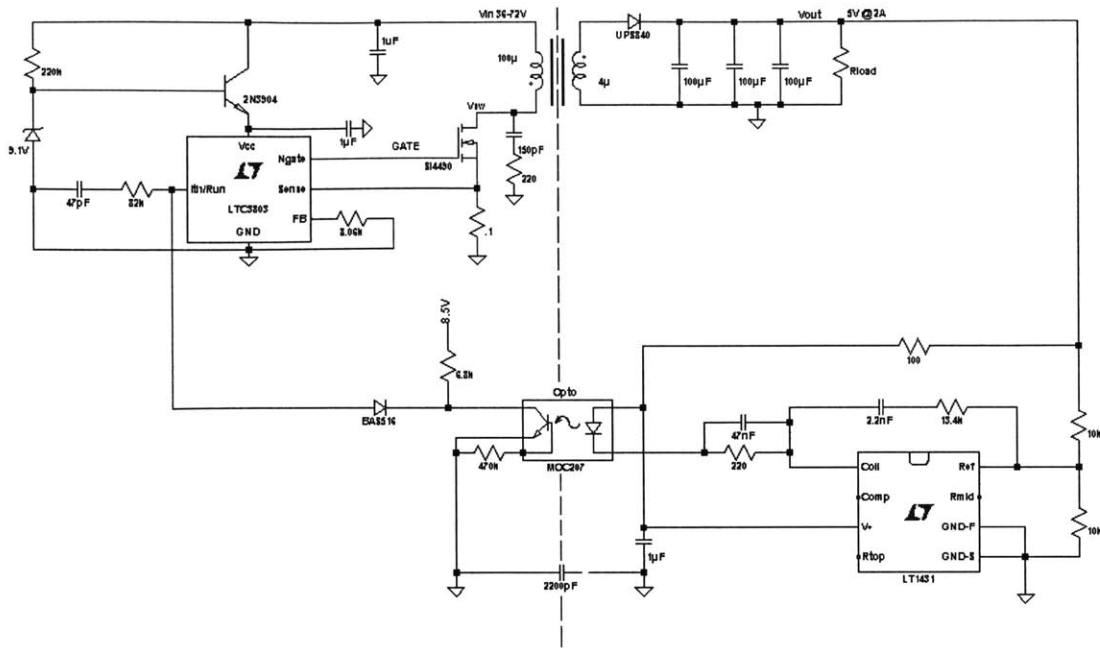 Vin 36-72V
1uF
220k
2N3904
9.1V
1µF
Vcc
Ngate
Ith/Run
Sense
LTC3803
FB
GND
47pF
82k
8.06k
GATE
Vsw
SI4490
.1
150pF
220
100µ
4µ
UPS840
Vout
5V @2A
100µF
100µF
100µF
Rload
8.5V
6.8k
BAS516
Opto
470k
MOC207
2200pF
1µF
100
47nF
220
2.2nF
13.4k
10k
10k
Coll
Ref
Comp
Rmid
V+
GND-F
Rtop
GND-S
LT1431